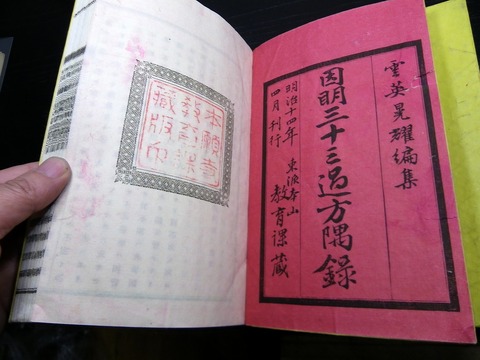 雲英晃耀編集
因明三十三過方隅錄
明治十四年 東派本山
四月刊行 教育課藏
本願寺
教育課
藏版印